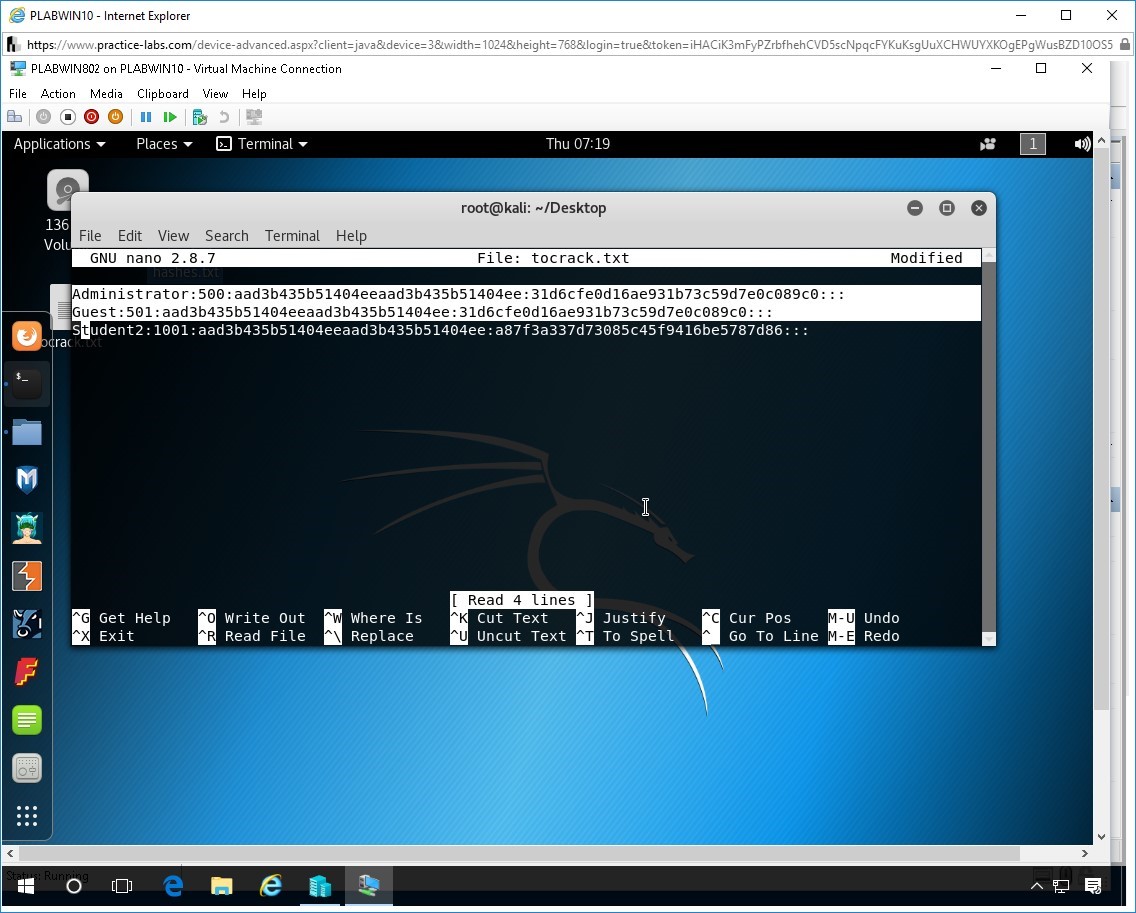 PLABWIN10 - Internet Explorer
https://www.practice-labs.com/device-advanced.aspx?client=java&device=3&width=1024&height=768&login=true&token=iHACiK3mFyPZrbfhehCVD5scNpqcFYKuKsgUuXCHWUYXKOgEPgWusBZD10OS5
PLABWIN802 on PLABWIN10 - Virtual Machine Connection
File Action Media Clipboard View Help
Applications Places Terminal Thu 07:19 1
136
Volu
root@kali: ~/Desktop
File Edit View Search Terminal Help
GNU nano 2.8.7 File: tocrack.txt Modified
hashes.txt
Administrator:500:aad3b435b51404eeaad3b435b51404ee:31d6cfe0d16ae931b73c59d7e0c089c0:::
Guest:501:aad3b435b51404eeaad3b435b51404ee:31d6cfe0d16ae931b73c59d7e0c089c0:::
Student2:1001:aad3b435b51404eeaad3b435b51404ee:a87f3a337d73085c45f9416be5787d86:::
ocrack.txt
[ Read 4 lines ]
^G Get Help ^O Write Out ^W Where Is ^K Cut Text ^J Justify ^C Cur Pos M-U Undo
^X Exit ^R Read File ^\ Replace ^U Uncut Text ^T To Spell ^_ Go To Line M-E Redo
Status: Running